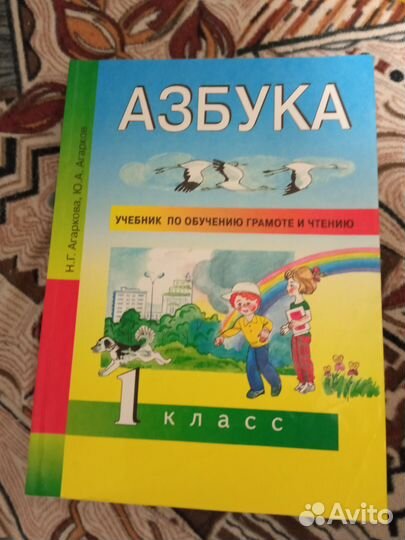 Н.Г. Агаркова, Ю.А. Агарков
АЗБУКА
УЧЕБНИК ПО ОБУЧЕНИЮ ГРАМОТЕ И ЧТЕНИЮ
1 КЛАСС
Avito